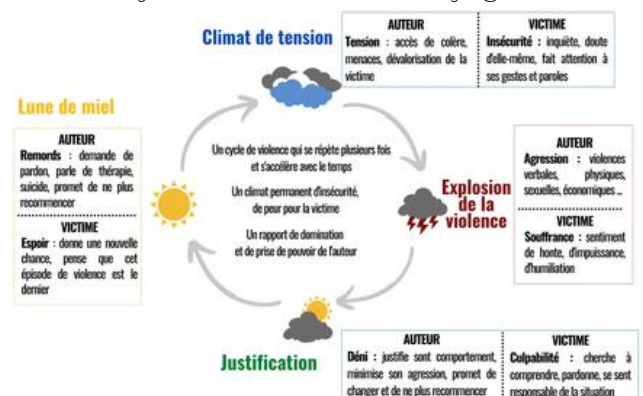 Climat de tension
AUTEUR
Tension : accès de colère,
menaces, dévalorisation de la
victime
VICTIME
Insécurité : inquiète, doute
d'elle-même, fait attention à
ses gestes et paroles
Lune de miel
AUTEUR
Remords : demande de
pardon, parle de thérapie,
suicide, promet de ne plus
recommencer
VICTIME
Espoir : donne une nouvelle
chance, pense que cet
épisode de violence est le
dernier
Un cycle de violence qui se répète plusieurs fois
et s'accélère avec le temps
Un climat permanent d'insécurité,
de peur pour la victime
Un rapport de domination
et de prise de pouvoir de l'auteur
Explosion
de la
violence
AUTEUR
Agression : violences
verbales, physiques,
sexuelles, économiques ...
VICTIME
Souffrance : sentiment
de honte, d'impuissance,
d'humiliation
Justification
AUTEUR
Déni : justifie sont comportement,
minimise son agression, promet de
changer et de ne plus recommencer
VICTIME
Culpabilité : cherche à
comprendre, pardonne, se sent
responsable de la situation